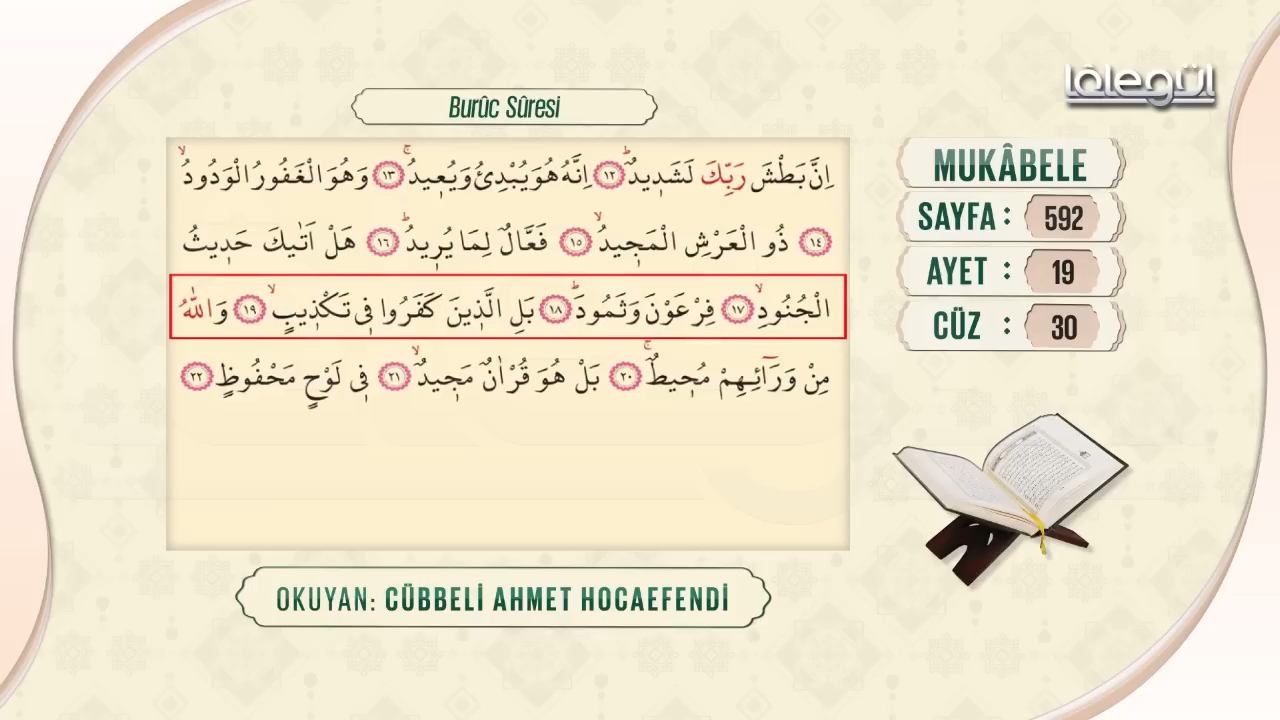 lâlegül
Burûc Sûresi
اِنَّ بَطْشَ رَبِّكَ لَشَد۪يدٌۜ ﴿١٢﴾ اِنَّهُ هُوَ يُبْدِئُ وَيُع۪يدُۚ ﴿١٣﴾ وَهُوَ الْغَفُورُ الْوَدُودُۙ
﴿١٤﴾ ذُو الْعَرْشِ الْمَج۪يدُۙ ﴿١٥﴾ فَعَّالٌ لِمَا يُر۪يدُۜ ﴿١٦﴾ هَلْ اَتٰيكَ حَد۪يثُ
الْجُنُودِۙ ﴿١٧﴾ فِرْعَوْنَ وَثَمُودَۜ ﴿١٨﴾ بَلِ الَّذ۪ينَ كَفَرُوا ف۪ى تَكْذ۪يبٍۙ ﴿١٩﴾ وَاللّٰهُ
مِنْ وَرَٓائِهِمْ مُح۪يطٌۚ ﴿٢٠﴾ بَلْ هُوَ قُرْاٰنٌ مَج۪يدٌۙ ﴿٢١﴾ ف۪ى لَوْحٍ مَحْفُوظٍ ﴿٢٢﴾
MUKÂBELE
SAYFA : 592
AYET : 19
CÜZ : 30
OKUYAN: CÜBBELİ AHMET HOCAEFENDİ